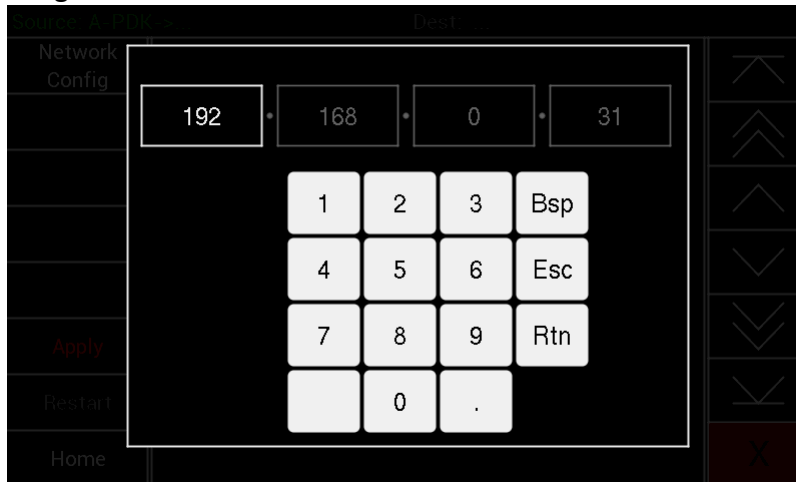 Source: A-PDK->..
Dest: ...
Network
Config
192 . 168 . 0 . 31
1 2 3 Bsp
4 5 6 Esc
7 8 9 Rtn
0 .
Apply
Restart
Home
X